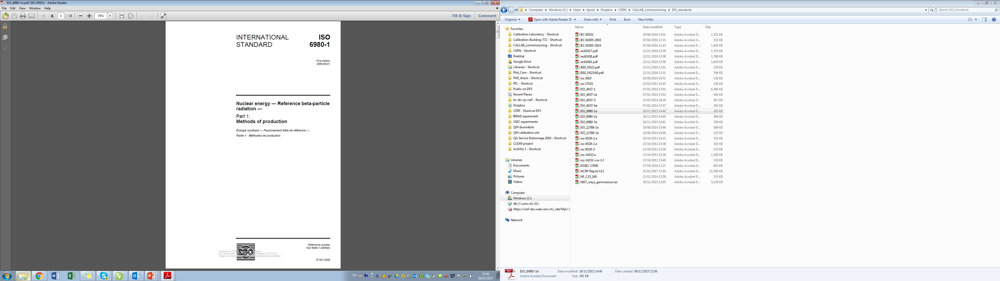 ISO_6980-1e.pdf (SECURED) - Adobe Reader
File Edit View Window Help
1 / 18 74% Fill & Sign Comment
INTERNATIONAL STANDARD
ISO 6980-1
First edition
2006-08-01
Nuclear energy — Reference beta-particle
radiation —
Part 1:
Methods of production
Énergie nucléaire — Rayonnement bêta de référence —
Partie 1: Méthodes de production
Reference number
ISO 6980-1:2006(E)
Licensed to
ISO Store order
Single user
and networking prohibited
© ISO 2006
EN
15:51
29/03/2017
Computer Windows (C:) Users fpozzi Dropbox CERN CALLAB_commissioning ISO_standards
Search ISO_standards
Organize Open with Adobe Reader XI Share with Print Burn New folder
Favorites
Calibration Laboratory - Shortcut
Calibration-Building-772 - Shortcut
CALLAB_commissioning - Shortcut
CERN - Shortcut
Desktop
Google Drive
Libraries - Shortcut
Phd_Cern - Shortcut
PhD_thesis - Shortcut
PIC - Shortcut
Public on DFS
Recent Places
tis-div-rp-cerf - Shortcut
Dropbox
CERF - Shortcut DFS
IRRAD experiment
XSEC experiments
QM dosimétrie
QM calibration old
QA Service Etalonnage 2016 - Shortcut
CLEAR project
ActiWiz 3 - Shortcut
Libraries
Documents
Music
Pictures
Videos
Computer
Windows (C:)
dfs (\\cern.ch) (G:)
https://cerf-dev.web.cern.ch/_site/files/ (
Network
Name Date modified Type Size
IEC 60532 29/06/2016 15:01 Adobe Acrobat D... 1,351 KB
IEC 61005-2003 07/04/2016 11:31 Adobe Acrobat D... 532 KB
IEC 61005-2014 07/04/2016 11:43 Adobe Acrobat D... 1,628 KB
iec61017.pdf 22/11/2016 15:58 Adobe Acrobat D... 1,755 KB
iec62438.pdf 22/11/2016 15:58 Adobe Acrobat D... 1,788 KB
iec62461.pdf 22/11/2016 15:58 Adobe Acrobat D... 1,620 KB
IEEE_N323.pdf 22/11/2016 13:51 Adobe Acrobat D... 128 KB
IEEE_N323AB.pdf 22/11/2016 13:51 Adobe Acrobat D... 794 KB
iso 2919 18/09/2014 10:51 Adobe Acrobat D... 138 KB
iso 17025 22/02/2013 10:45 Adobe Acrobat D... 236 KB
ISO_4037-1 07/01/2014 17:01 Adobe Acrobat D... 6,396 KB
ISO_4037-2e 07/01/2014 17:03 Adobe Acrobat D... 160 KB
ISO_4037-3 23/05/2014 16:29 Adobe Acrobat D... 587 KB
ISO_4037-4e 07/01/2014 17:07 Adobe Acrobat D... 292 KB
ISO_6980-1e 26/11/2015 14:40 Adobe Acrobat D... 293 KB
ISO_6980-2e 26/11/2015 14:40 Adobe Acrobat D... 386 KB
ISO_6980-3e 26/11/2015 14:41 Adobe Acrobat D... 338 KB
ISO_12789-1e 19/06/2014 10:46 Adobe Acrobat D... 588 KB
ISO_12789-2e 19/06/2014 10:46 Adobe Acrobat D... 225 KB
iso-8529-1.e 02/10/2012 14:32 Adobe Acrobat D... 331 KB
iso-8529-2.e 23/10/2012 15:38 Adobe Acrobat D... 316 KB
iso-8529-3 23/10/2012 15:39 Adobe Acrobat D... 135 KB
iso-14152.e 23/10/2012 15:39 Adobe Acrobat D... 1,206 KB
iso-14152-cor-1.f 23/10/2012 15:40 Adobe Acrobat D... 139 KB
ISOIEC 17000 27/05/2016 11:27 Adobe Acrobat D... 903 KB
NCRP Report 112 22/02/2017 17:40 Adobe Acrobat D... 11,506 KB
NF_C15_160 21/11/2014 13:59 Adobe Acrobat D... 533 KB
NIST_xrays_gammasources 20/11/2015 12:05 Adobe Acrobat D... 5,130 KB
ISO_6980-1e Date modified: 26/11/2015 14:40 Date created: 09/12/2015 12:56
Adobe Acrobat Document Size: 292 KB